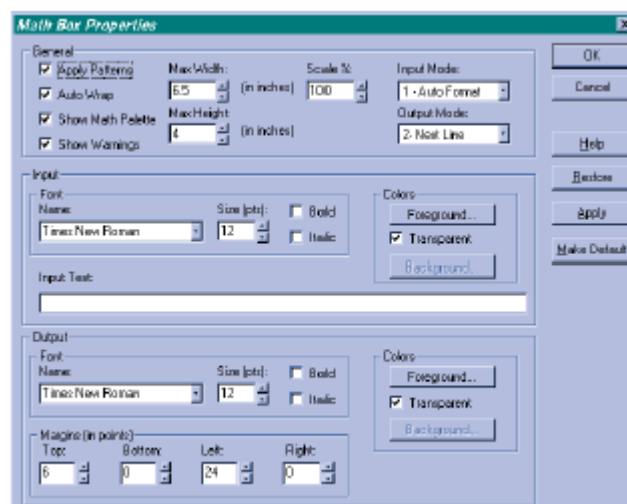 Math Box Properties
General
Apply Patterns
Auto Wrap
Show Math Palette
Show Warnings
Max Width:
6.5 (in inches)
Max Height:
4 (in inches)
Scale %:
100
Input Mode:
1 - Auto Format
Output Mode:
2- Next Line
OK
Cancel
Help
Restore
Apply
Make Default
Input
Font
Name:
Times New Roman
Size (pts):
12
Bold
Italic
Colors
Foreground...
Transparent
Background...
Input Text:
Output
Font
Name:
Times New Roman
Size (pts):
12
Bold
Italic
Colors
Foreground...
Transparent
Background...
Margins (in points)
Top: Bottom: Left: Right:
6 0 24 0